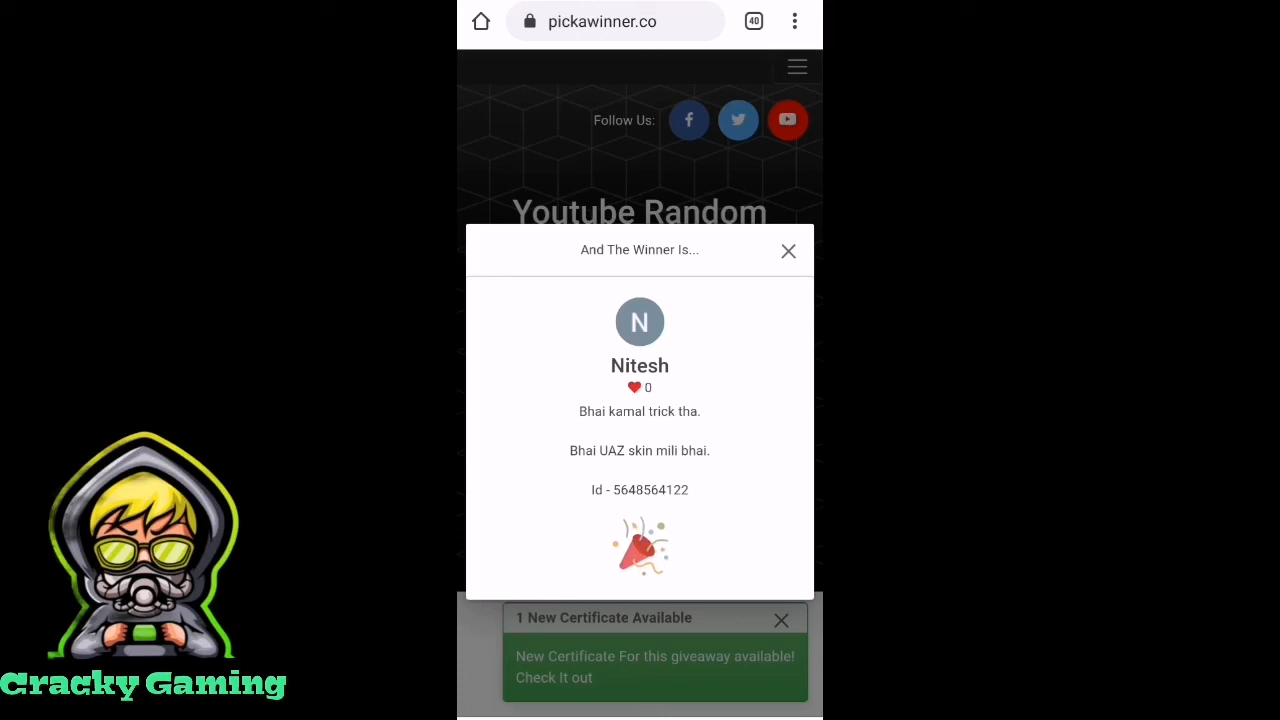 pickawinner.co
40
Follow Us:
Youtube Random
And The Winner Is...
N
Nitesh
0
Bhai kamal trick tha.
Bhai UAZ skin mili bhai.
Id - 5648564122
1 New Certificate Available
New Certificate For this giveaway available!
Check It out
Cracky Gaming